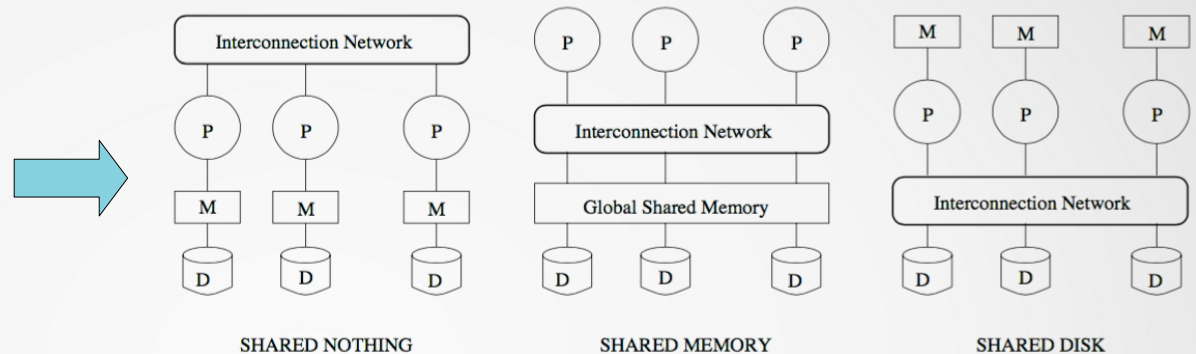 Interconnection Network
P
P
P
M
M
M
D
D
D
SHARED NOTHING
P
P
P
Interconnection Network
Global Shared Memory
D
D
D
SHARED MEMORY
M
M
M
P
P
P
Interconnection Network
D
D
D
SHARED DISK